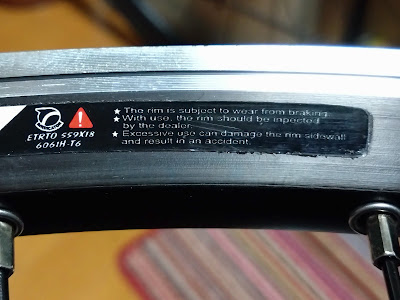 ETRTO 559X18
6061H-T6
★ The rim is subject to wear from braking
★ With use, the rim should be inpected
by the dealer.
★ Excessive use can damage the rim sidewall
and result in an accident.